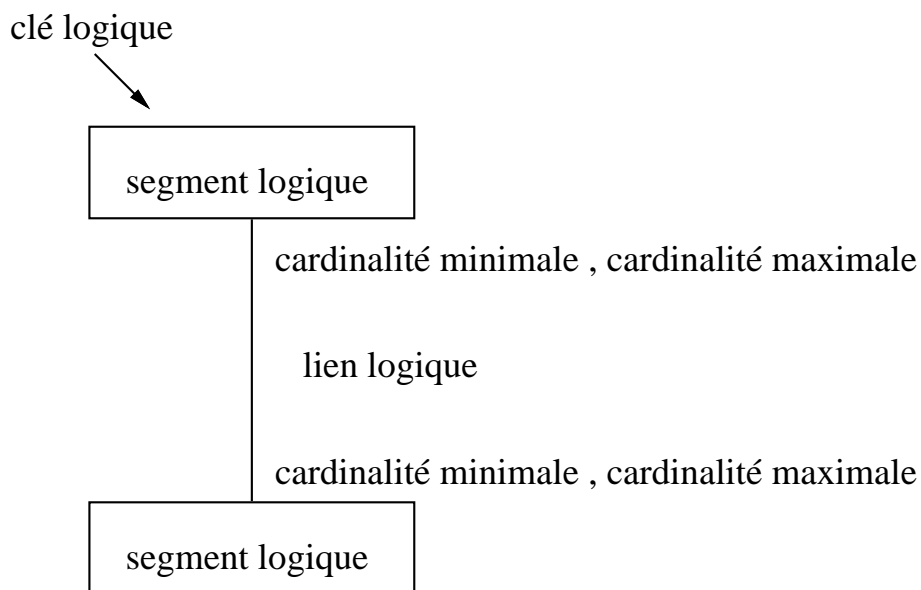 clé logique
segment logique
cardinalité minimale , cardinalité maximale
lien logique
cardinalité minimale , cardinalité maximale
segment logique